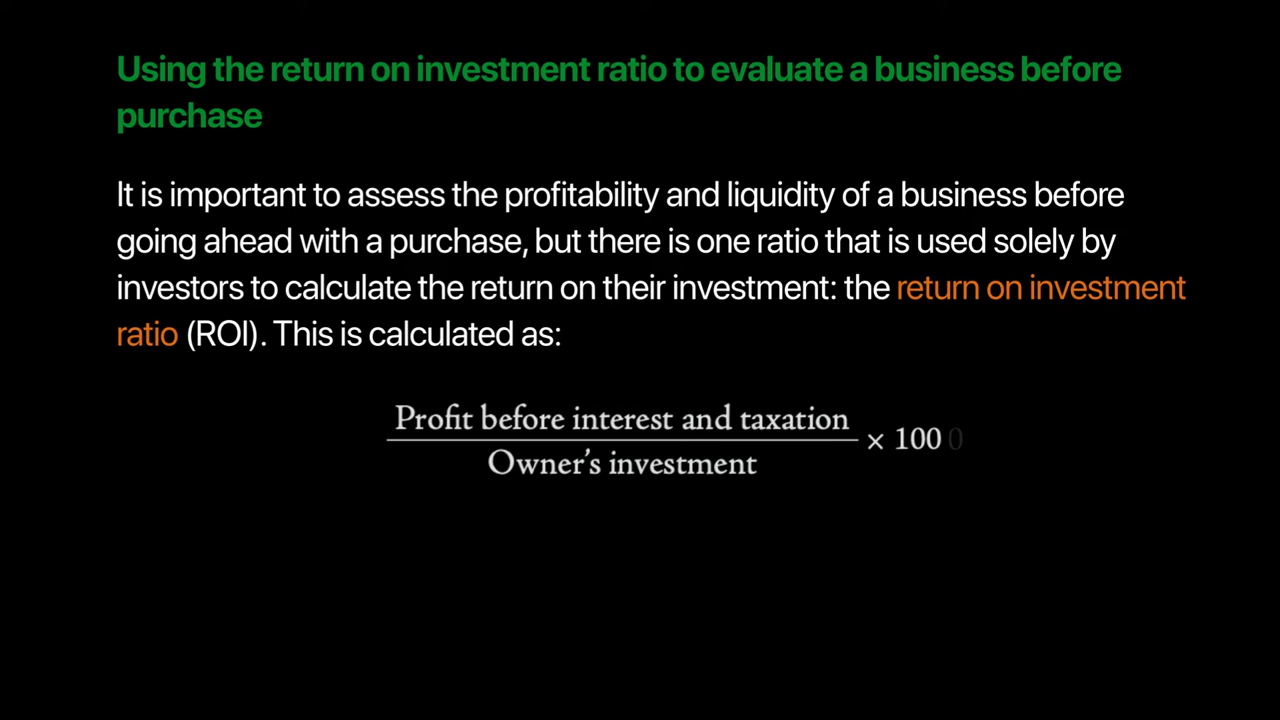 Using the return on investment ratio to evaluate a business before
purchase
It is important to assess the profitability and liquidity of a business before
going ahead with a purchase, but there is one ratio that is used solely by
investors to calculate the return on their investment: the return on investment
ratio (ROI). This is calculated as:
Profit before interest and taxation
Owner's investment
× 100 0